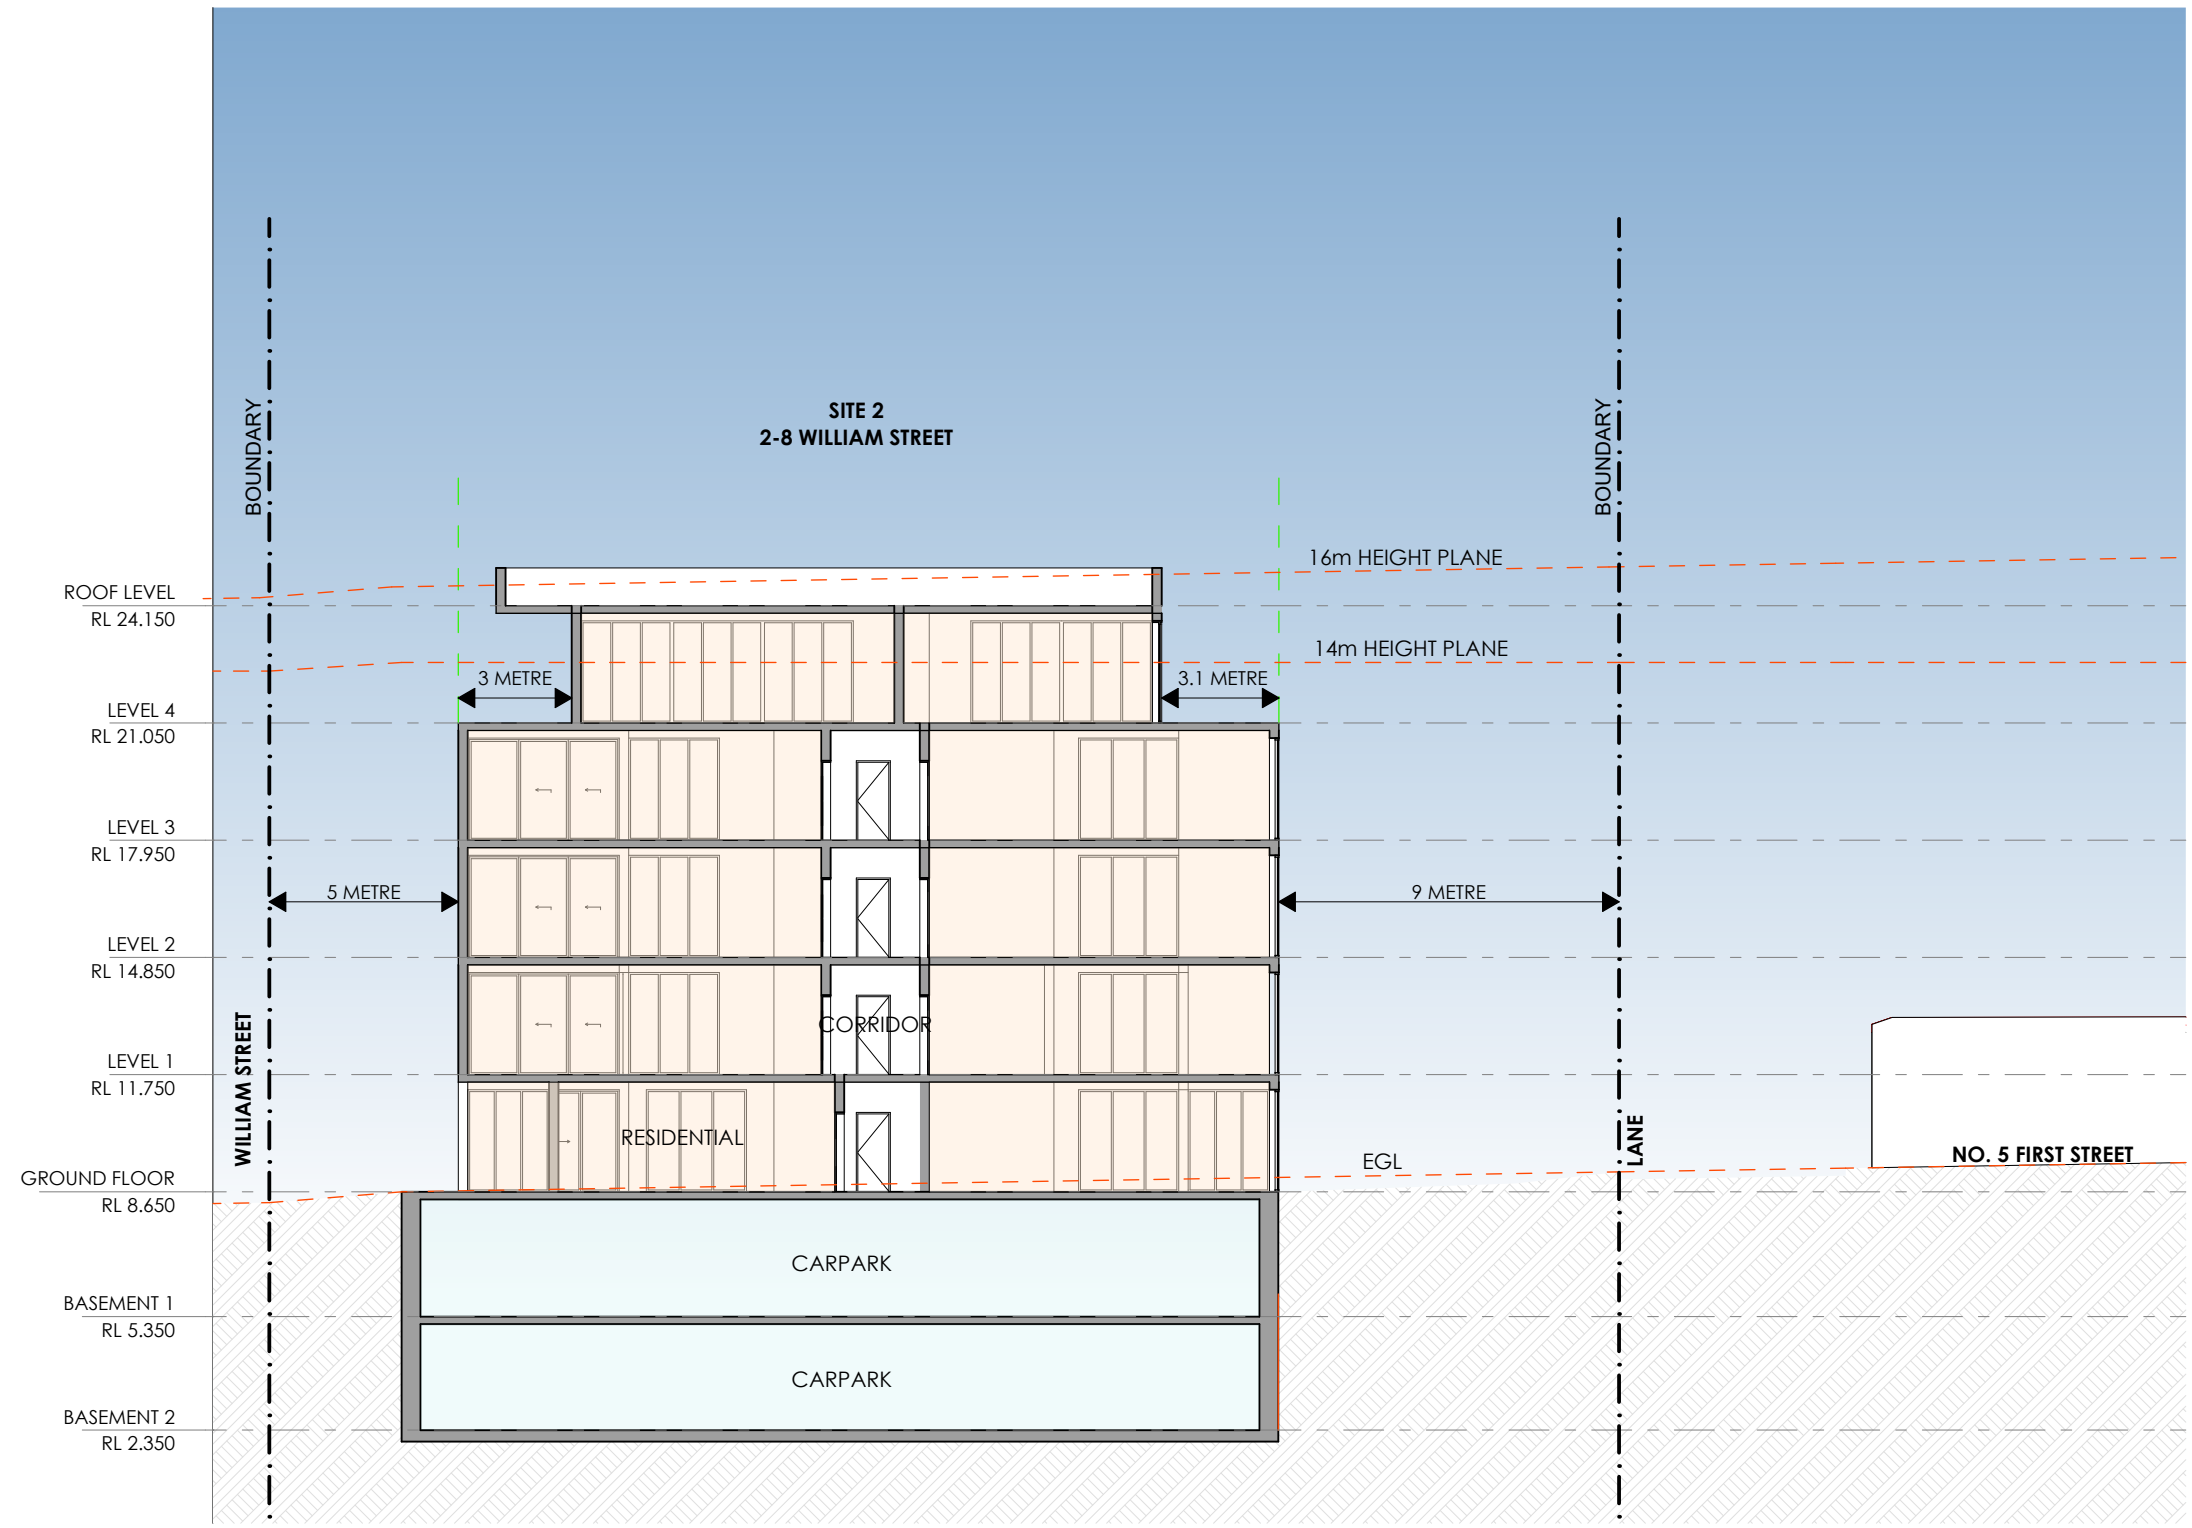 SITE 2
2-8 WILLIAM STREET
BOUNDARY
BOUNDARY
16m HEIGHT PLANE
ROOF LEVEL
RL 24.150
14m HEIGHT PLANE
3 METRE
3.1 METRE
LEVEL 4
RL 21.050
LEVEL 3
RL 17.950
5 METRE
9 METRE
LEVEL 2
RL 14.850
CORRIDOR
LEVEL 1
RL 11.750
WILLIAM STREET
RESIDENTIAL
LANE
EGL
NO. 5 FIRST STREET
GROUND FLOOR
RL 8.650
CARPARK
BASEMENT 1
RL 5.350
CARPARK
BASEMENT 2
RL 2.350